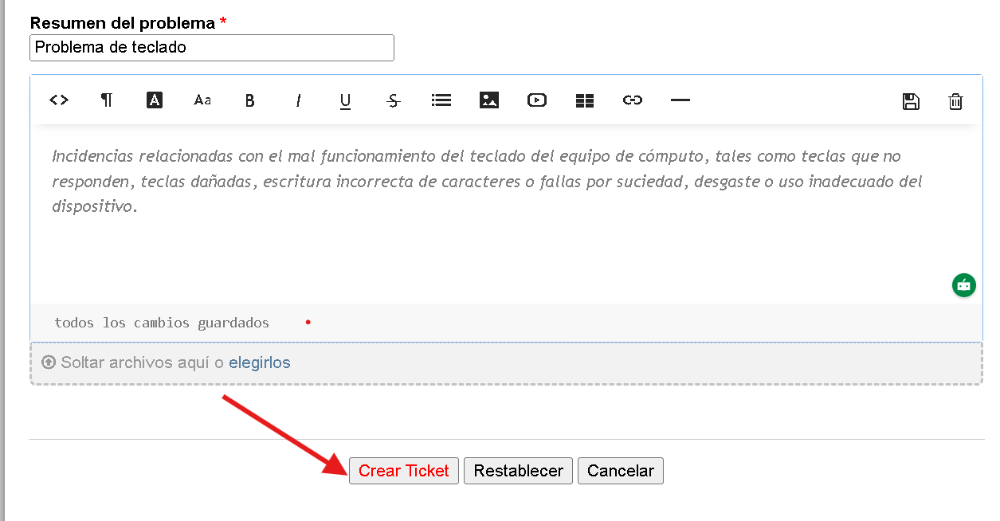 Resumen del problema *
Problema de teclado
<> ¶ A Aa B I U S
Incidencias relacionadas con el mal funcionamiento del teclado del equipo de cómputo, tales como teclas que no
responden, teclas dañadas, escritura incorrecta de caracteres o fallas por suciedad, desgaste o uso inadecuado del
dispositivo.
todos los cambios guardados
Soltar archivos aquí o elegirlos
Crear Ticket Restablecer Cancelar